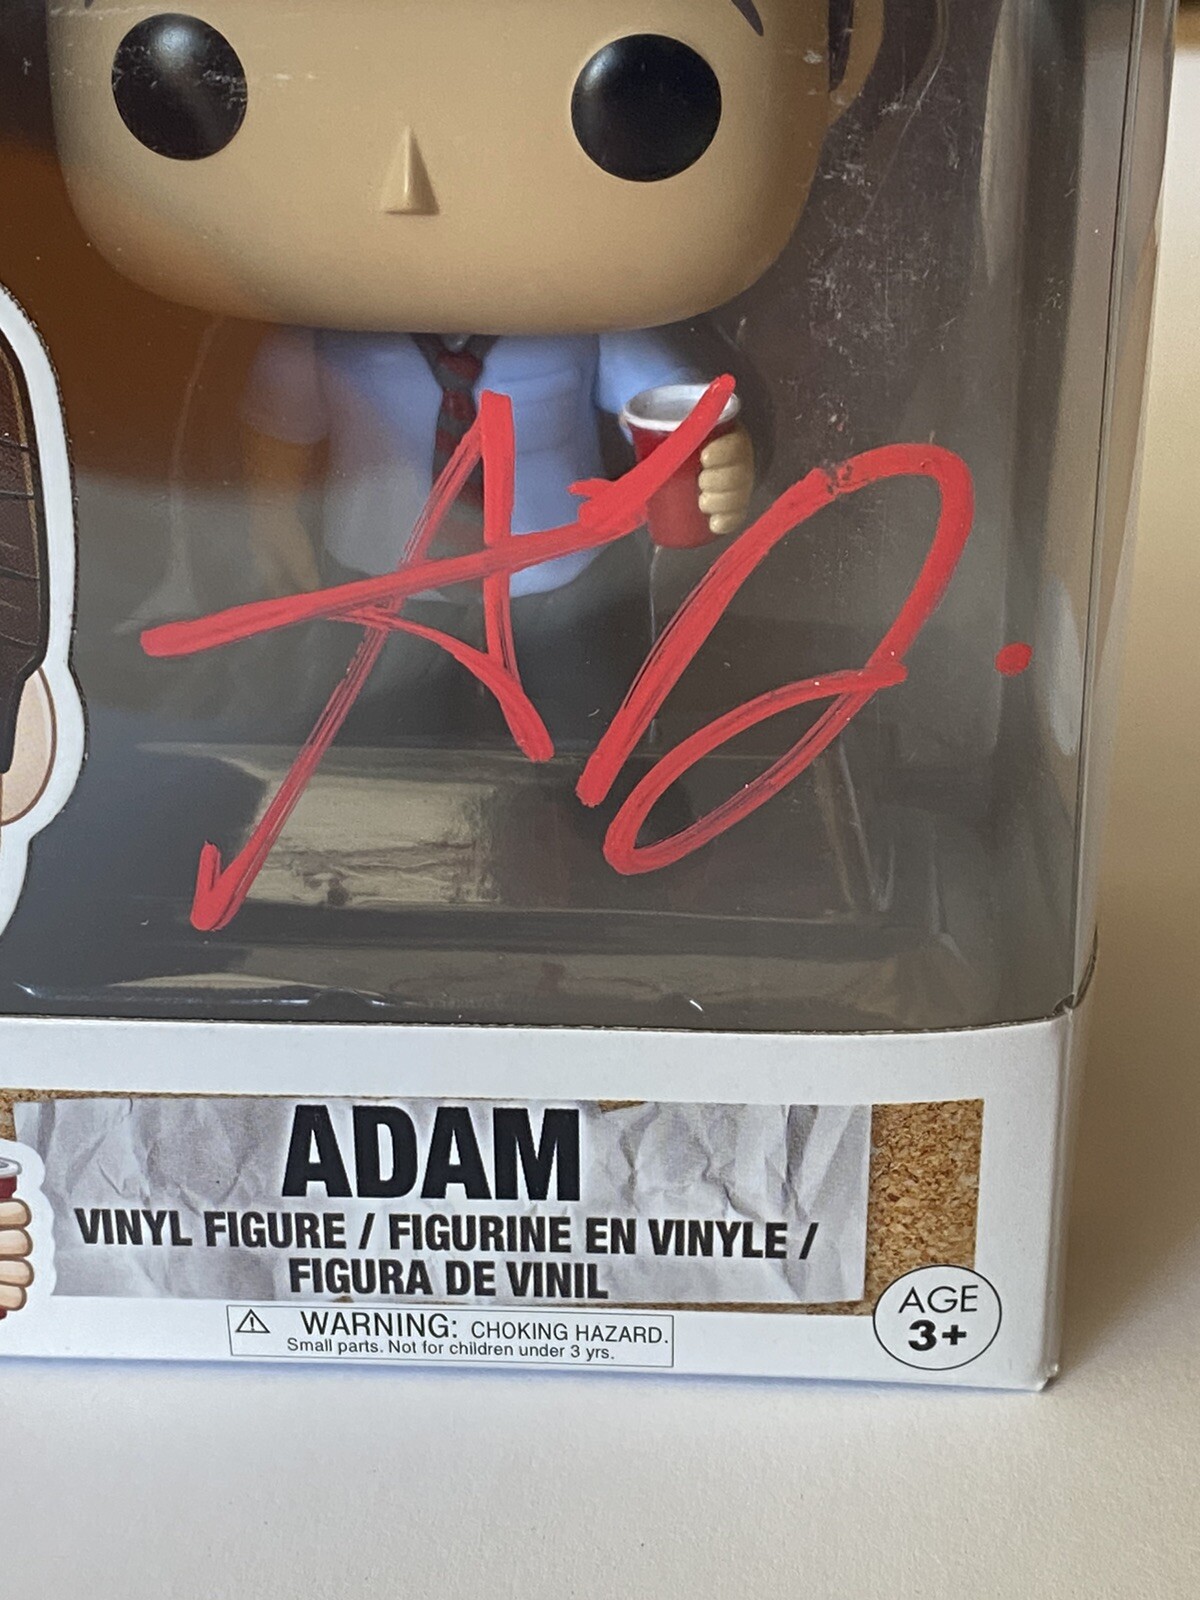 ADAM
VINYL FIGURE / FIGURINE EN VINYLE /
FIGURA DE VINIL
⚠ WARNING: CHOKING HAZARD.
Small parts. Not for children under 3 yrs.
AGE
3+